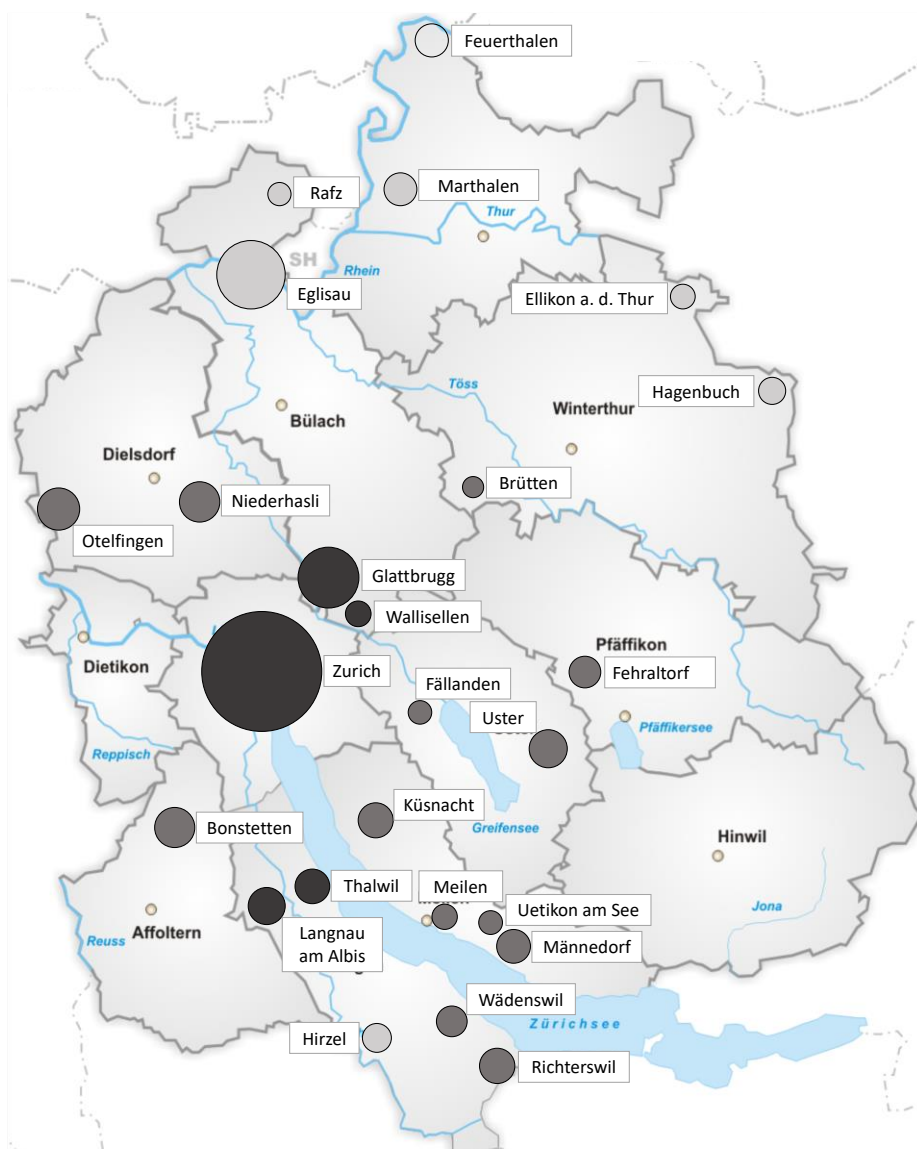 Feuerthalen
Rafz
Marthalen
Thur
SH
Rhein
Eglisau
Ellikon a. d. Thur
Töss
Hagenbuch
Winterthur
Bülach
Dielsdorf
Brütten
Niederhasli
Otelfingen
Glattbrugg
Wallisellen
Pfäffikon
Dietikon
Zurich
Fehraltorf
Fällanden
Uster
Pfäffikersee
Reppisch
Küsnacht
Bonstetten
Greifensee
Hinwil
Thalwil
Meilen
Jona
Uetikon am See
Affoltern
Reuss
Langnau
am Albis
Männedorf
Wädenswil
Zürichsee
Hirzel
Richterswil